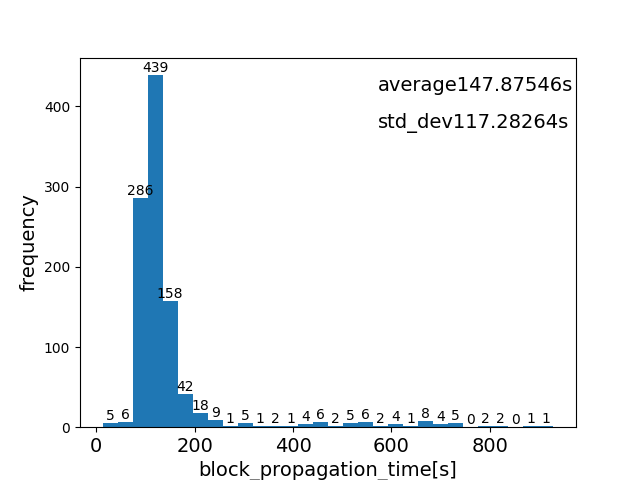 average147.87546s
std_dev117.28264s
439
286
158
42
18
5 6 9 1 5 1 2 1 4 6 2 5 6 2 4 1 8 4 5 0 2 2 0 1 1
400
300
200
100
0
frequency
0 200 400 600 800
block_propagation_time[s]